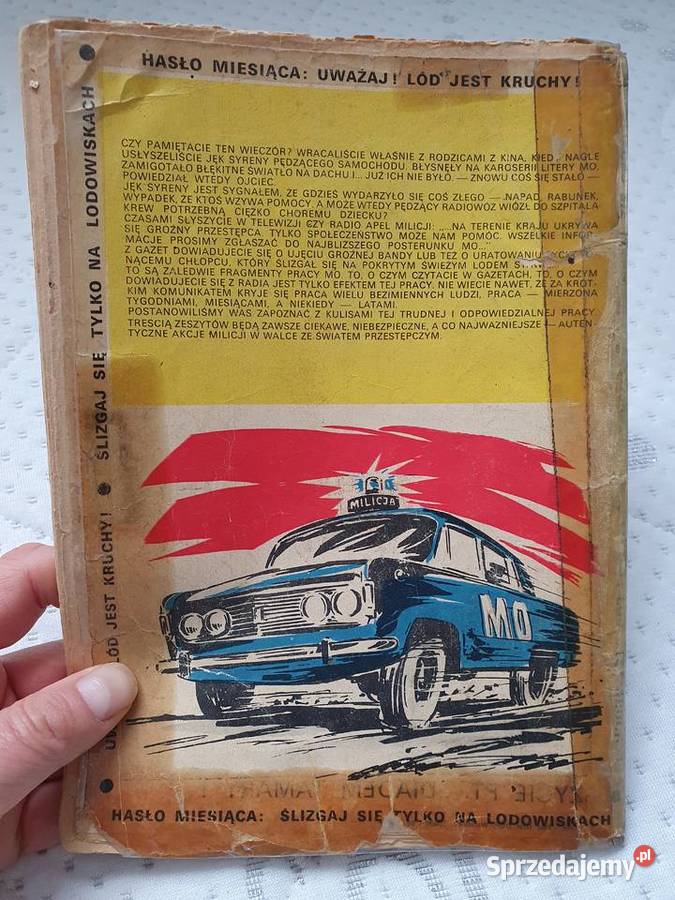 HASŁO MIESIĄCA: UWAŻAJ! LÓD JEST KRUCHY!
ŚLIZGAJ SIĘ TYLKO NA LODOWISKACH
CZY PAMIĘTACIE TEN WIECZÓR? WRACALIŚCIE WŁAŚNIE Z RODZICAMI Z KINA, NAGLE
USŁYSZELIŚCIE JĘK SYRENY PĘDZĄCEGO SAMOCHODU. BŁYSNĘŁY NA KAROSERII LITERY MO,
ZAMIGOTAŁO BŁĘKITNE ŚWIATŁO NA DACHU I... JUŻ ICH NIE BYŁO. — ZNOWU COŚ SIĘ STAŁO —
POWIEDZIAŁ WTEDY OJCIEC.
JĘK SYRENY JEST SYGNAŁEM, ŻE GDZIEŚ WYDARZYŁO SIĘ COŚ ZŁEGO — NAPAD, RABUNEK,
WYPADEK, ŻE KTOŚ WZYWA POMOCY, A MOŻE WTEDY PĘDZĄCY RADIOWÓZ WIÓZŁ DO SZPITALA
KREW POTRZEBNĄ CIĘŻKO CHOREMU DZIECKU?
CZASAMI SŁYSZYCIE W TELEWIZJI CZY RADIO APEL MILICJI: „...NA TERENIE KRAJU UKRYWA
SIĘ GROŹNY PRZESTĘPCA TYLKO SPOŁECZEŃSTWO MOŻE NAM POMÓC. WSZELKIE INFOR-
MACJE PROSIMY ZGŁASZAĆ DO NAJBLIŻSZEGO POSTERUNKU MO..."
Z GAZET DOWIADUJECIE SIĘ O UJĘCIU GROŹNEJ BANDY LUB TEŻ O URATOWANIU
NĄCEMU CHŁOPCU, KTÓRY ŚLIZGAŁ SIĘ NA POKRYTYM ŚWIEŻYM LODEM
TO SĄ ZALEDWIE FRAGMENTY PRACY MO. TO, O CZYM CZYTACIE W GAZETACH, TO, O CZYM
DOWIADUJECIE SIĘ Z RADIA JEST TYLKO EFEKTEM TEJ PRACY. NIE WIECIE NAWET, ŻE ZA KRÓT-
KIM KOMUNIKATEM KRYJE SIĘ PRACA WIELU BEZIMIENNYCH LUDZI, PRACA — MIERZONA
TYGODNIAMI, MIESIĄCAMI, A NIEKIEDY — LATAMI.
POSTANOWILIŚMY WAS ZAPOZNAĆ Z KULISAMI TEJ TRUDNEJ I ODPOWIEDZIALNEJ PRACY.
TREŚCIĄ ZESZYTÓW BĘDĄ ZAWSZE CIEKAWE, NIEBEZPIECZNE, A CO NAJWAŻNIEJSZE — AUTEN-
TYCZNE AKCJE MILICJI W WALCE ZE ŚWIATEM PRZESTĘPCZYM.
MILICJA
MO
LÓD JEST KRUCHY!
HASŁO MIESIĄCA: ŚLIZGAJ SIĘ TYLKO NA LODOWISKACH
Sprzedajemy.pl